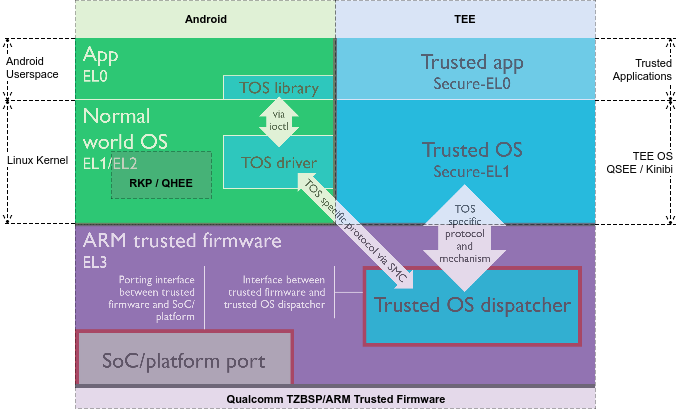 Android
TEE
Android
Userspace
App
EL0
TOS library
Trusted app
Secure-EL0
Trusted
Applications
Linux Kernel
Normal
world OS
EL1/EL2
RKP / QHEE
via
ioctl
TOS driver
Trusted OS
Secure-EL1
TEE OS
QSEE / Kinibi
TOS specific protocol via SMC
TOS
specific
protocol
and
mechanism
ARM trusted firmware
EL3
Porting interface
between trusted
firmware and SoC/
platform
Interface between
trusted firmware and
trusted OS dispatcher
Trusted OS dispatcher
SoC/platform port
Qualcomm TZBSP/ARM Trusted Firmware